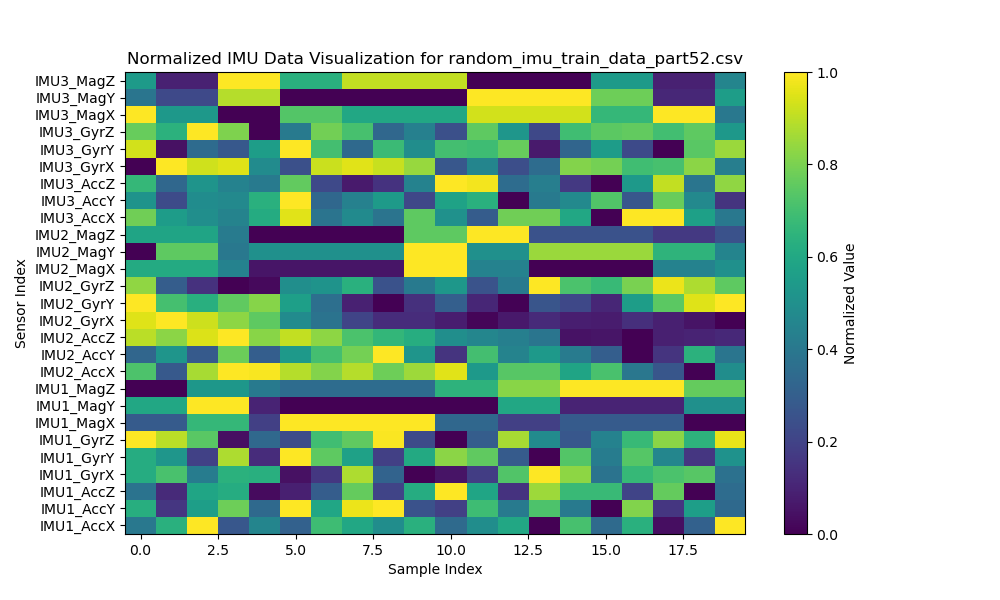 Normalized IMU Data Visualization for random_imu_train_data_part52.csv
IMU3_MagZ
IMU3_MagY
IMU3_MagX
IMU3_GyrZ
IMU3_GyrY
IMU3_GyrX
IMU3_AccZ
IMU3_AccY
IMU3_AccX
IMU2_MagZ
IMU2_MagY
IMU2_MagX
IMU2_GyrZ
IMU2_GyrY
IMU2_GyrX
IMU2_AccZ
IMU2_AccY
IMU2_AccX
IMU1_MagZ
IMU1_MagY
IMU1_MagX
IMU1_GyrZ
IMU1_GyrY
IMU1_GyrX
IMU1_AccZ
IMU1_AccY
IMU1_AccX
Sensor Index
0.0 2.5 5.0 7.5 10.0 12.5 15.0 17.5
Sample Index
1.0
0.8
0.6
0.4
0.2
0.0
Normalized Value